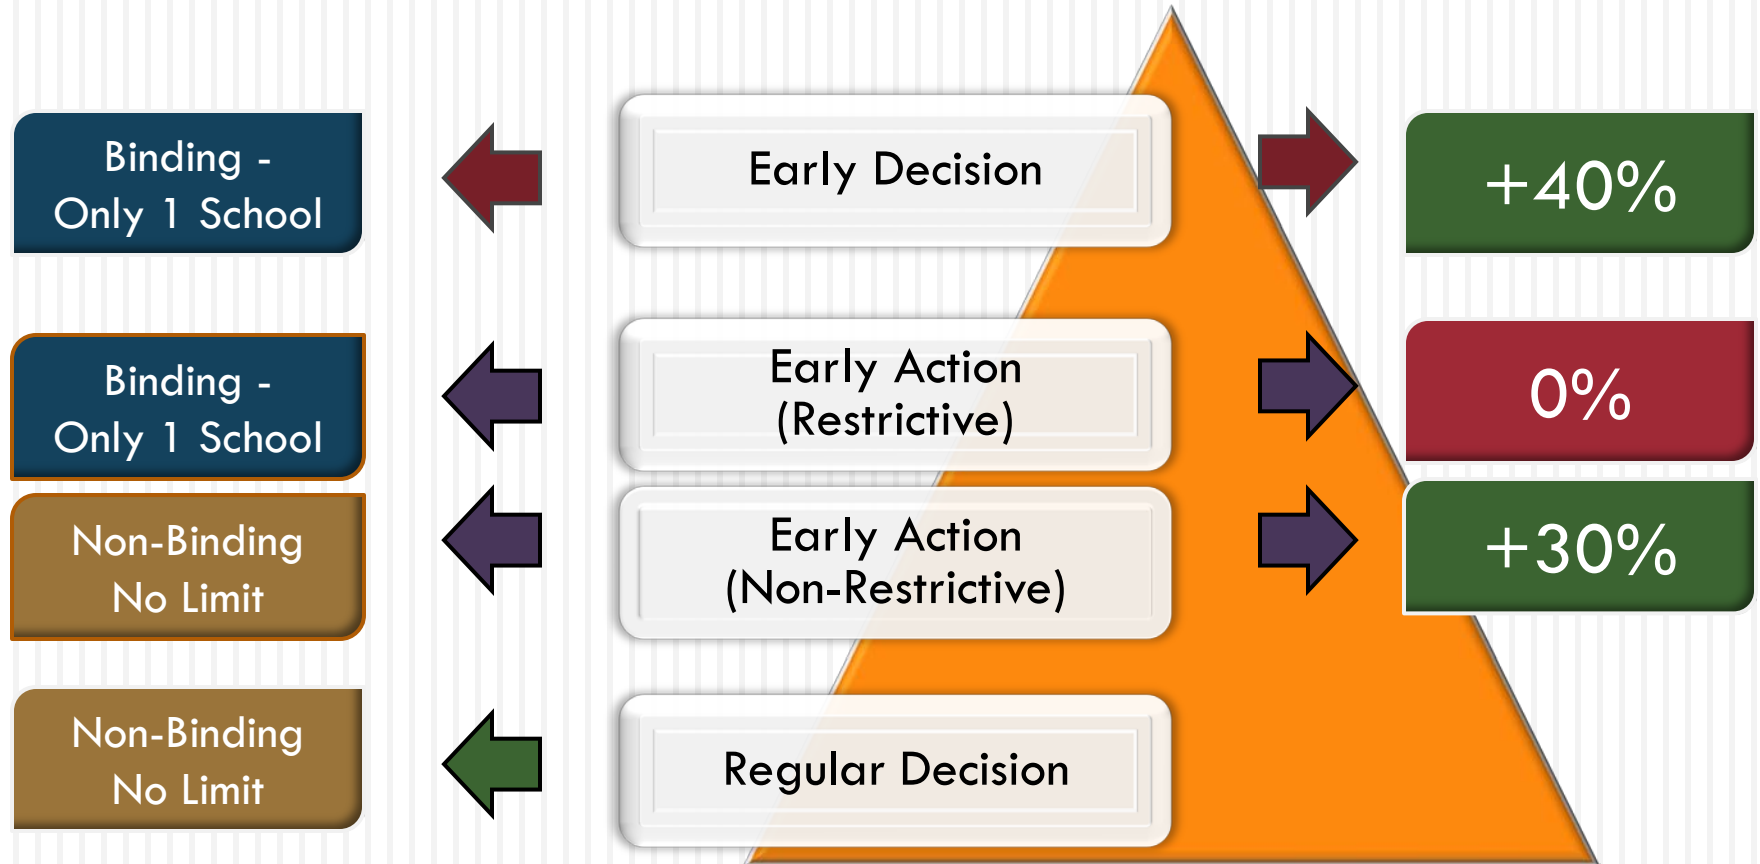 Binding -
Only 1 School
Early Decision
+40%
Binding -
Only 1 School
Early Action
(Restrictive)
0%
Non-Binding
No Limit
Early Action
(Non-Restrictive)
+30%
Non-Binding
No Limit
Regular Decision